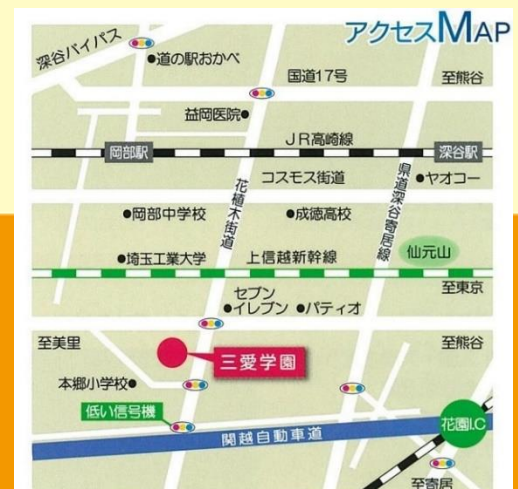 アクセスMAP
深谷バイパス
●道の駅おかべ
国道17号
至熊谷
益岡医院●
JR高崎線
岡部駅
深谷駅
コスモス街道
●ヤオコー
花植木街道
県道深谷寄居線
●岡部中学校
●成徳高校
仙元山
●埼玉工業大学
上信越新幹線
至東京
セブン
●イレブン
●パティオ
至美里
三愛学園
至熊谷
本郷小学校●
低い信号機
関越自動車道
花園I.C
至寄居